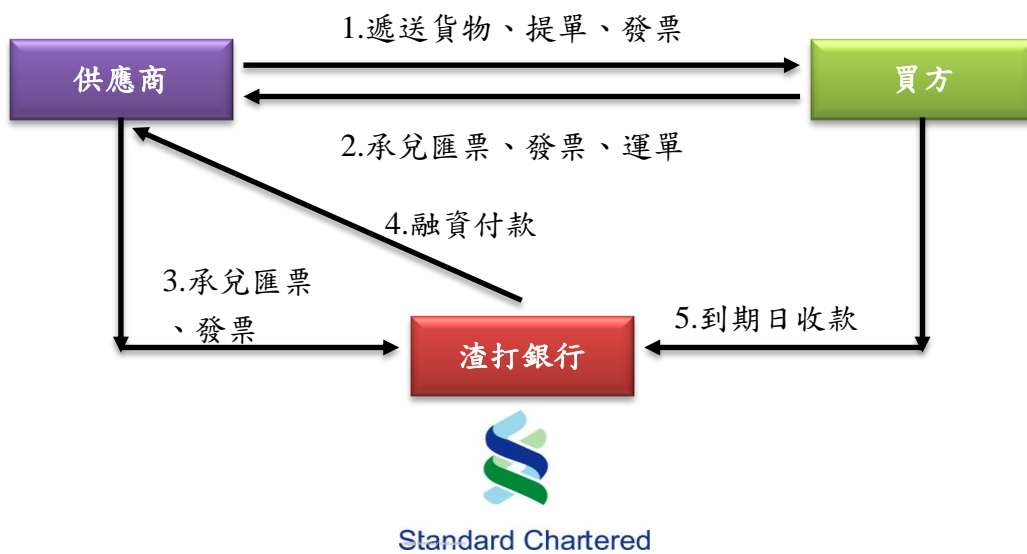 1.遞送貨物、提單、發票
供應商
買方
2.承兌匯票、發票、運單
4.融資付款
3.承兌匯票
、發票
5.到期日收款
渣打銀行
Standard Chartered